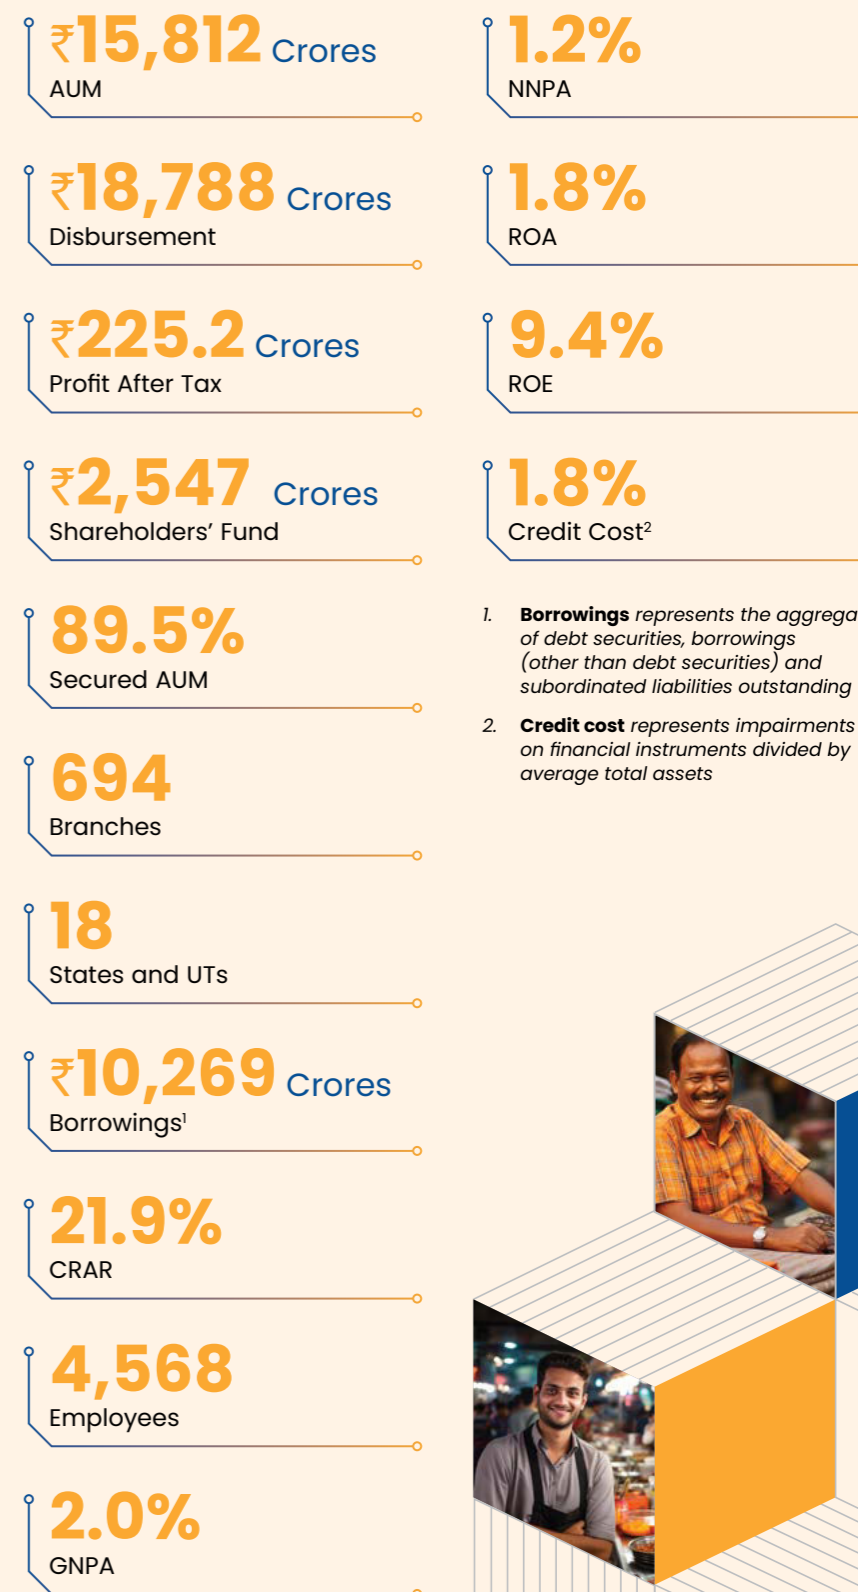 ₹15,812 Crores
AUM
₹18,788 Crores
Disbursement
₹225.2 Crores
Profit After Tax
₹2,547 Crores
Shareholders’ Fund
89.5%
Secured AUM
694
Branches
18
States and UTs
₹10,269 Crores
Borrowings¹
21.9%
CRAR
4,568
Employees
2.0%
GNPA
1.2%
NNPA
1.8%
ROA
9.4%
ROE
1.8%
Credit Cost²
1. Borrowings represents the
of debt securities, borrowings
(other than debt securities) and
subordinated liabilities outstanding
2. Credit cost represents impairments
on financial instruments divided by
average total assets